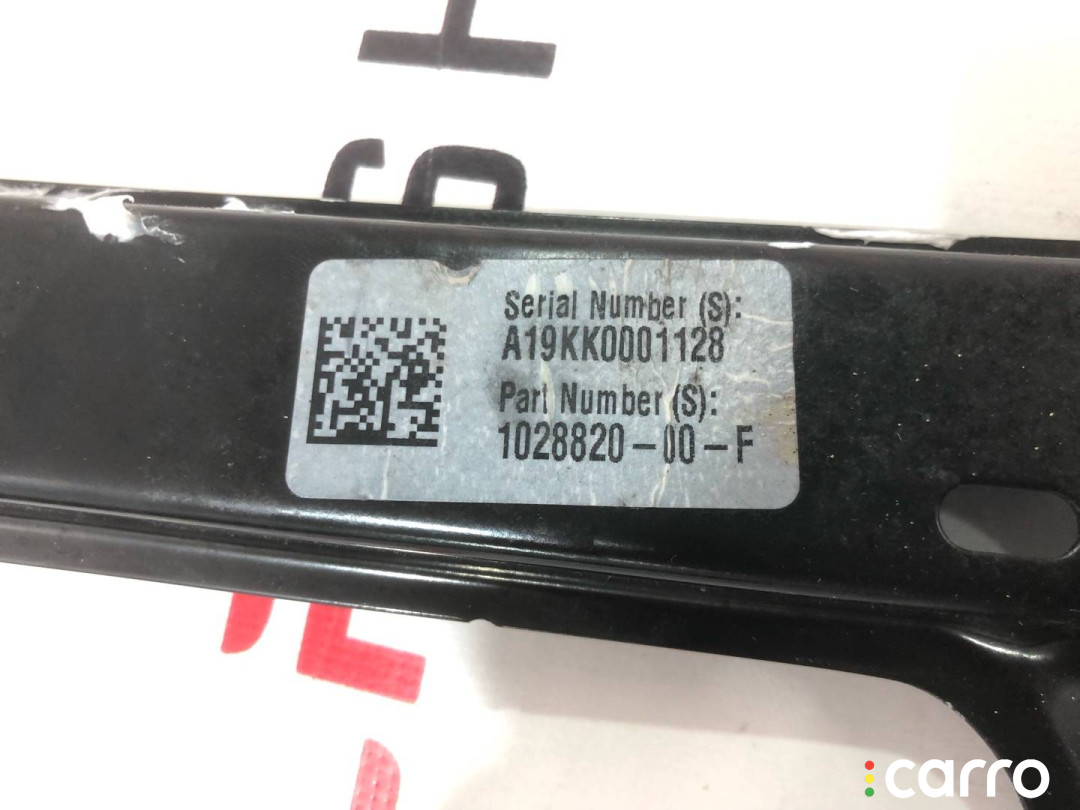 Serial Number (S):
A19KK0001128
Part Number (S):
1028820-00-F
carro